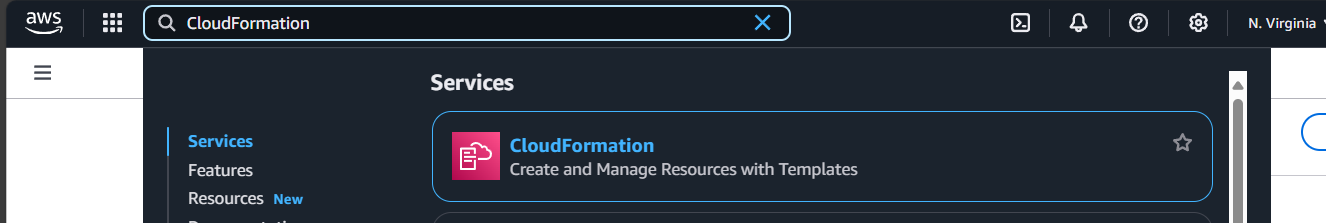 aws
CloudFormation
N. Virginia
Services
Services
Features
Resources New
CloudFormation
Create and Manage Resources with Templates